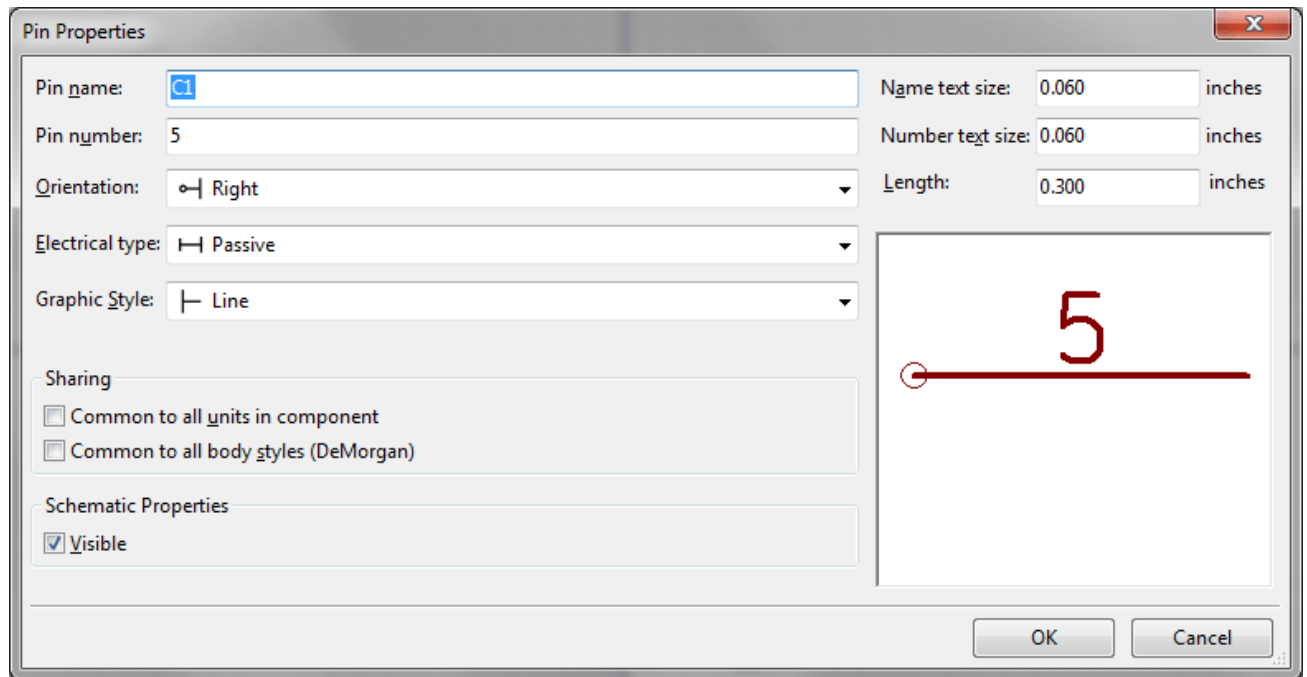 Pin Properties
Pin name: C1
Name text size: 0.060 inches
Pin number: 5
Number text size: 0.060 inches
Orientation: Right
Length: 0.300 inches
Electrical type: Passive
Graphic Style: Line
5
Sharing
Common to all units in component
Common to all body styles (DeMorgan)
Schematic Properties
Visible
OK
Cancel